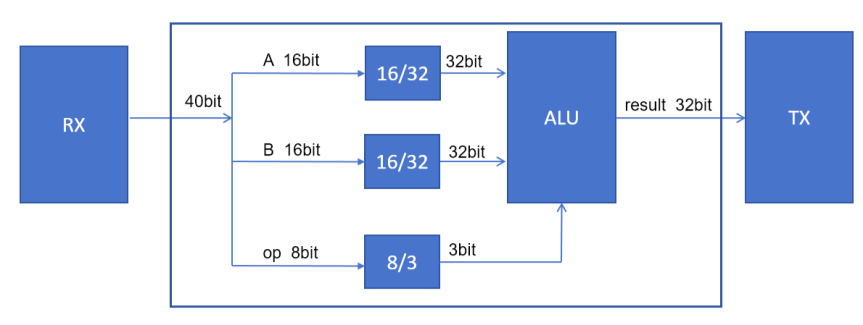 RX
40bit
A 16bit
16/32
32bit
B 16bit
16/32
32bit
op 8bit
8/3
3bit
ALU
result 32bit
TX